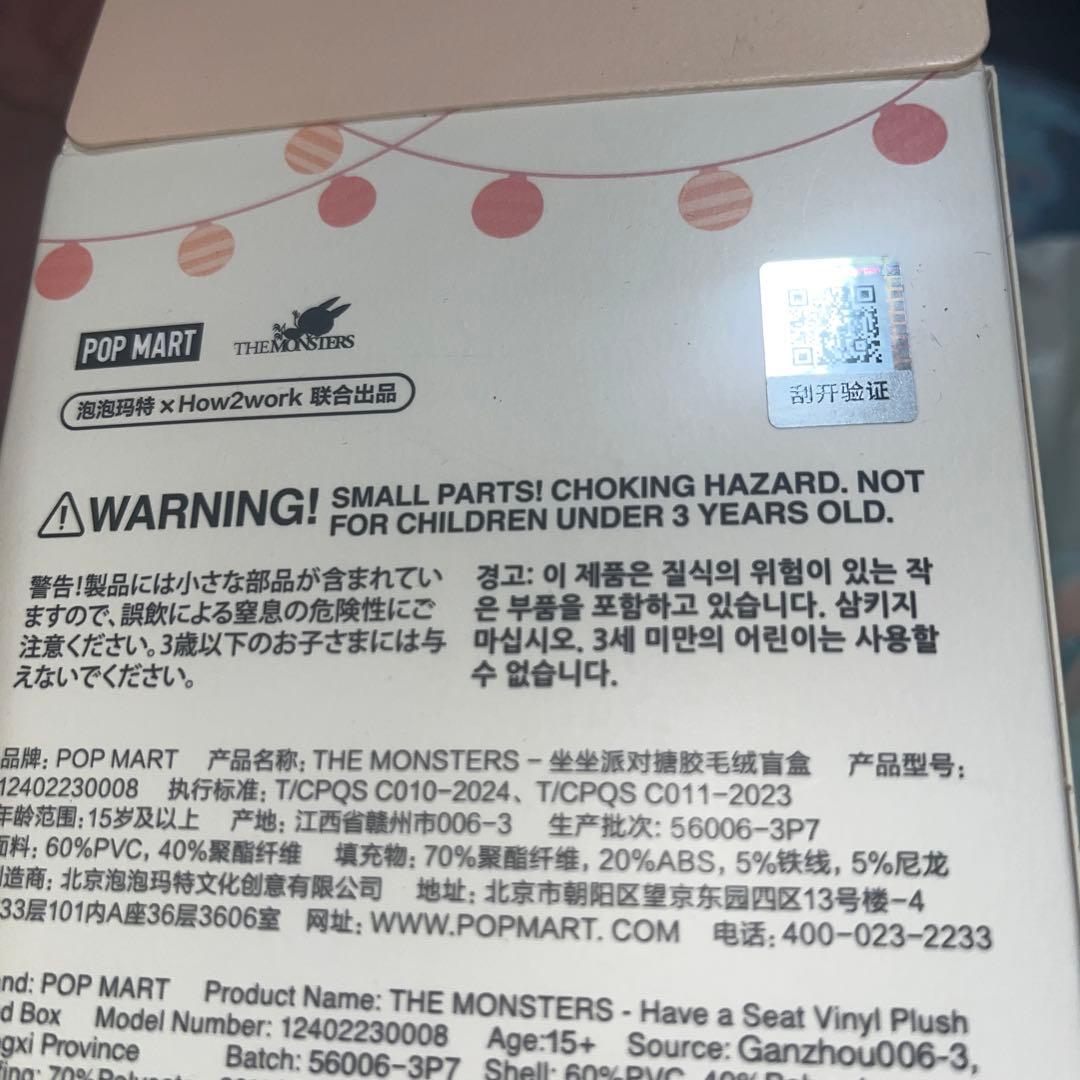 POP MART
THE MONSTERS
泡泡玛特 × How2work 联合出品
刮开验证
WARNING! SMALL PARTS! CHOKING HAZARD. NOT
FOR CHILDREN UNDER 3 YEARS OLD.
警告!製品には小さな部品が含まれてい
ますので、誤飲による窒息の危険性にご
注意ください。3歳以下のお子さまには与
えないでください。
경고: 이 제품은 질식의 위험이 있는 작
은 부품을 포함하고 있습니다. 삼키지
마십시오. 3세 미만의 어린이는 사용할
수 없습니다.
品牌: POP MART 产品名称: THE MONSTERS – 坐坐派对搪胶毛绒盲盒 产品型号:
12402230008 执行标准: T/CPQS C010-2024、T/CPQS C011-2023
年龄范围: 15岁及以上 产地: 江西省赣州市006-3 生产批次: 56006-3P7
面料: 60%PVC, 40%聚酯纤维 填充物: 70%聚酯纤维, 20%ABS, 5%铁线, 5%尼龙
造商: 北京泡泡玛特文化创意有限公司 地址: 北京市朝阳区望京东园四区13号楼-4
33层101内A座36层3606室 网址: WWW.POPMART. COM 电话: 400-023-2233
nd: POP MART Product Name: THE MONSTERS - Have a Seat Vinyl Plush
d Box Model Number: 12402230008 Age:15+ Source: Ganzhou006-3,
gxi Province Batch: 56006-3P7 Shell: 60%PVC,
fing: 70%